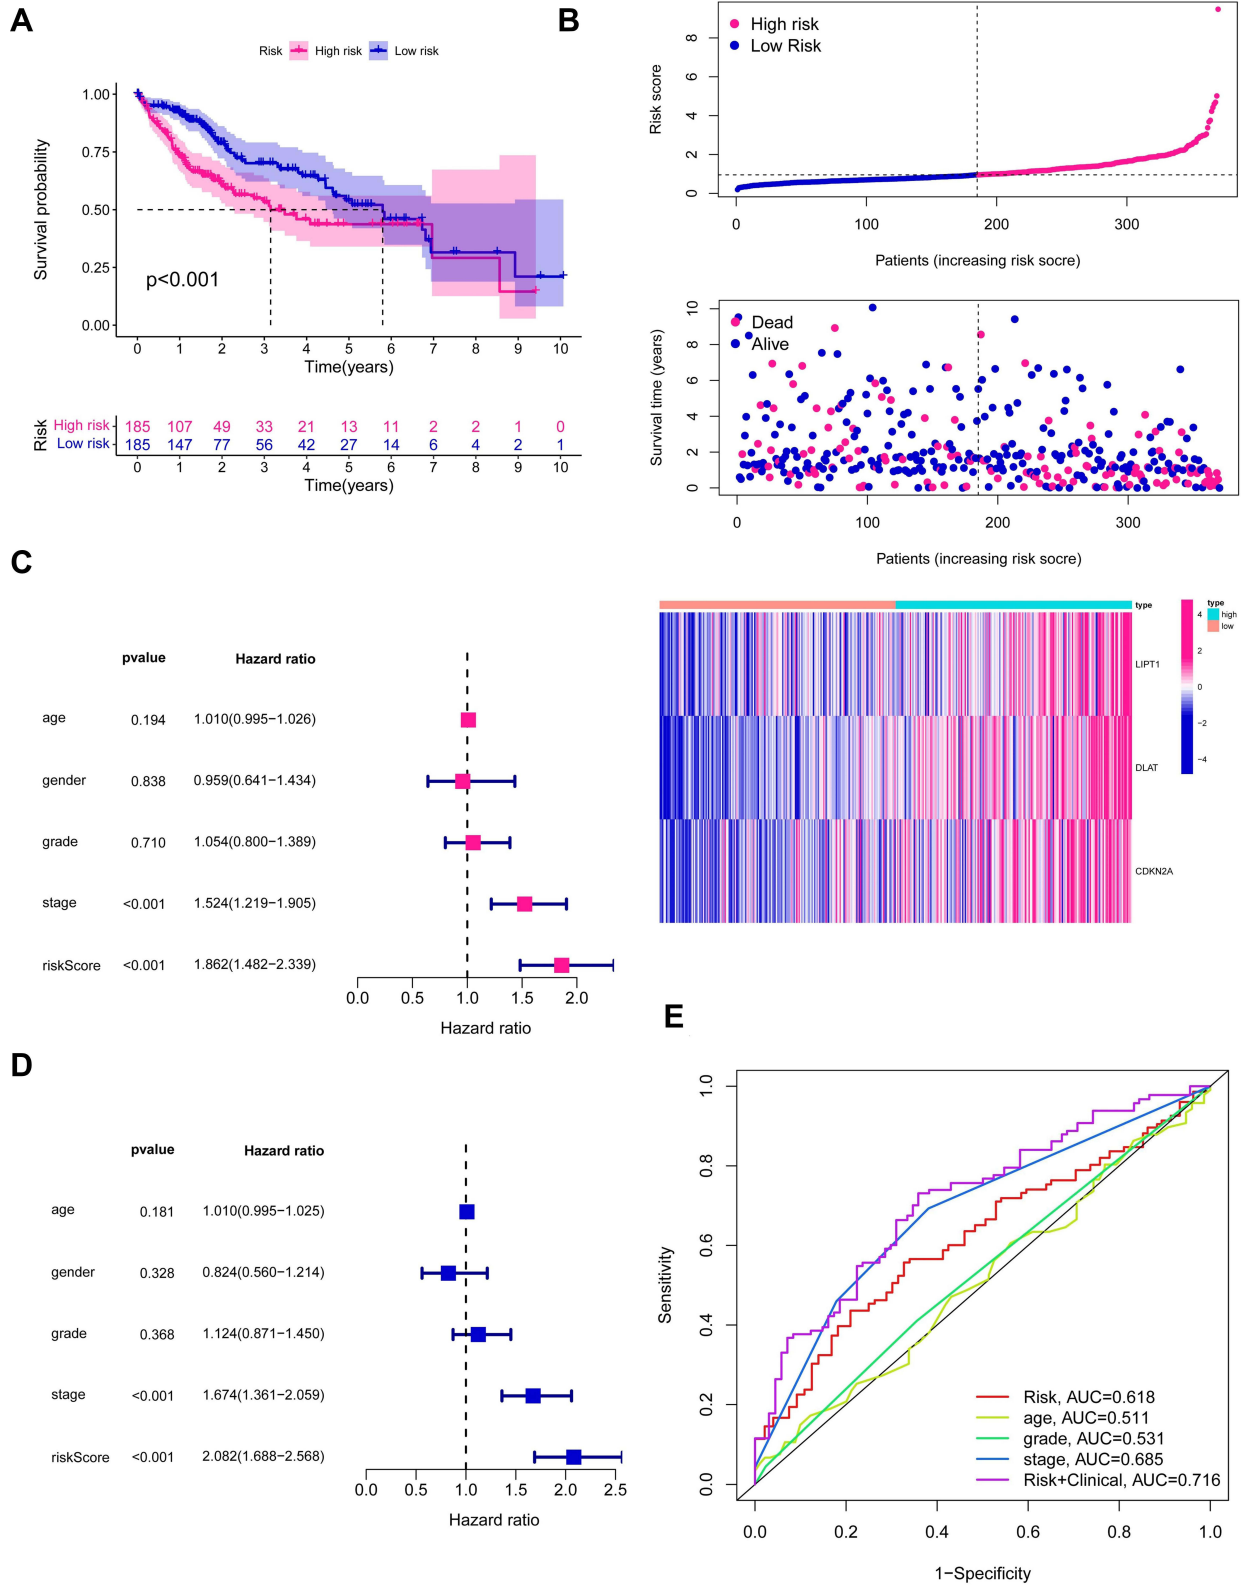 A
Risk High risk Low risk
Survival probability
1.00
0.75
0.50
0.25
0.00
p<0.001
0 1 2 3 4 5 6 7 8 9 10
Time(years)
Risk
High risk 185 107 49 33 21 13 11 2 2 1 0
Low risk 185 147 77 56 42 27 14 6 4 2 1
0 1 2 3 4 5 6 7 8 9 10
Time(years)
B
High risk
Low Risk
Risk score
8
6
4
2
0
0 100 200 300
Patients (increasing risk socre)
Dead
Alive
Survival time (years)
10
8
6
4
2
0
0 100 200 300
Patients (increasing risk socre)
type
LIPT1
DLAT
CDKN2A
4
2
0
−2
−4
type
high
low
C
pvalue Hazard ratio
age 0.194 1.010(0.995−1.026)
gender 0.838 0.959(0.641−1.434)
grade 0.710 1.054(0.800−1.389)
stage <0.001 1.524(1.219−1.905)
riskScore <0.001 1.862(1.482−2.339)
0.0 0.5 1.0 1.5 2.0
Hazard ratio
D
pvalue Hazard ratio
age 0.181 1.010(0.995−1.025)
gender 0.328 0.824(0.560−1.214)
grade 0.368 1.124(0.871−1.450)
stage <0.001 1.674(1.361−2.059)
riskScore <0.001 2.082(1.688−2.568)
0.0 0.5 1.0 1.5 2.0 2.5
Hazard ratio
E
Sensitivity
1.0
0.8
0.6
0.4
0.2
0.0
Risk, AUC=0.618
age, AUC=0.511
grade, AUC=0.531
stage, AUC=0.685
Risk+Clinical, AUC=0.716
0.0 0.2 0.4 0.6 0.8 1.0
1−Specificity